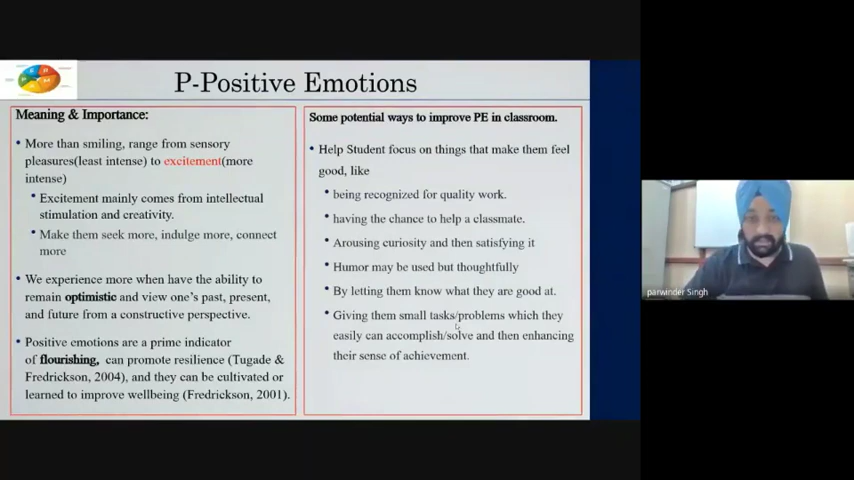 P-Positive Emotions
Meaning & Importance:
• More than smiling, range from sensory
pleasures(least intense) to excitement(more
intense)
• Excitement mainly comes from intellectual
stimulation and creativity.
• Make them seek more, indulge more, connect
more
• We experience more when have the ability to
remain optimistic and view one's past, present,
and future from a constructive perspective.
• Positive emotions are a prime indicator
of flourishing, can promote resilience (Tugade &
Fredrickson, 2004), and they can be cultivated or
learned to improve wellbeing (Fredrickson, 2001).
Some potential ways to improve PE in classroom.
• Help Student focus on things that make them feel
good, like
• being recognized for quality work.
• having the chance to help a classmate.
• Arousing curiosity and then satisfying it
• Humor may be used but thoughtfully
• By letting them know what they are good at.
• Giving them small tasks/problems which they
easily can accomplish/solve and then enhancing
their sense of achievement.
parwinder Singh